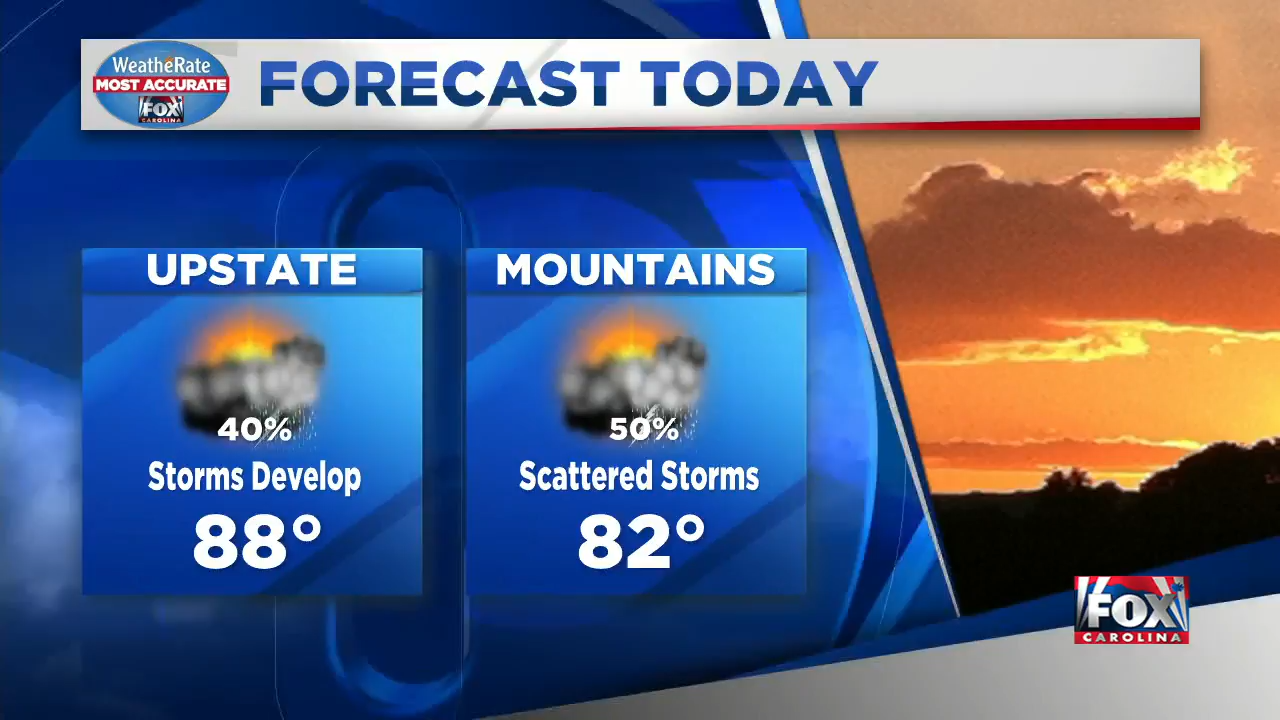 WeatheRate
MOST ACCURATE
FOX
CAROLINA
FORECAST TODAY
UPSTATE
40%
Storms Develop
88°
MOUNTAINS
50%
Scattered Storms
82°
FOX
CAROLINA